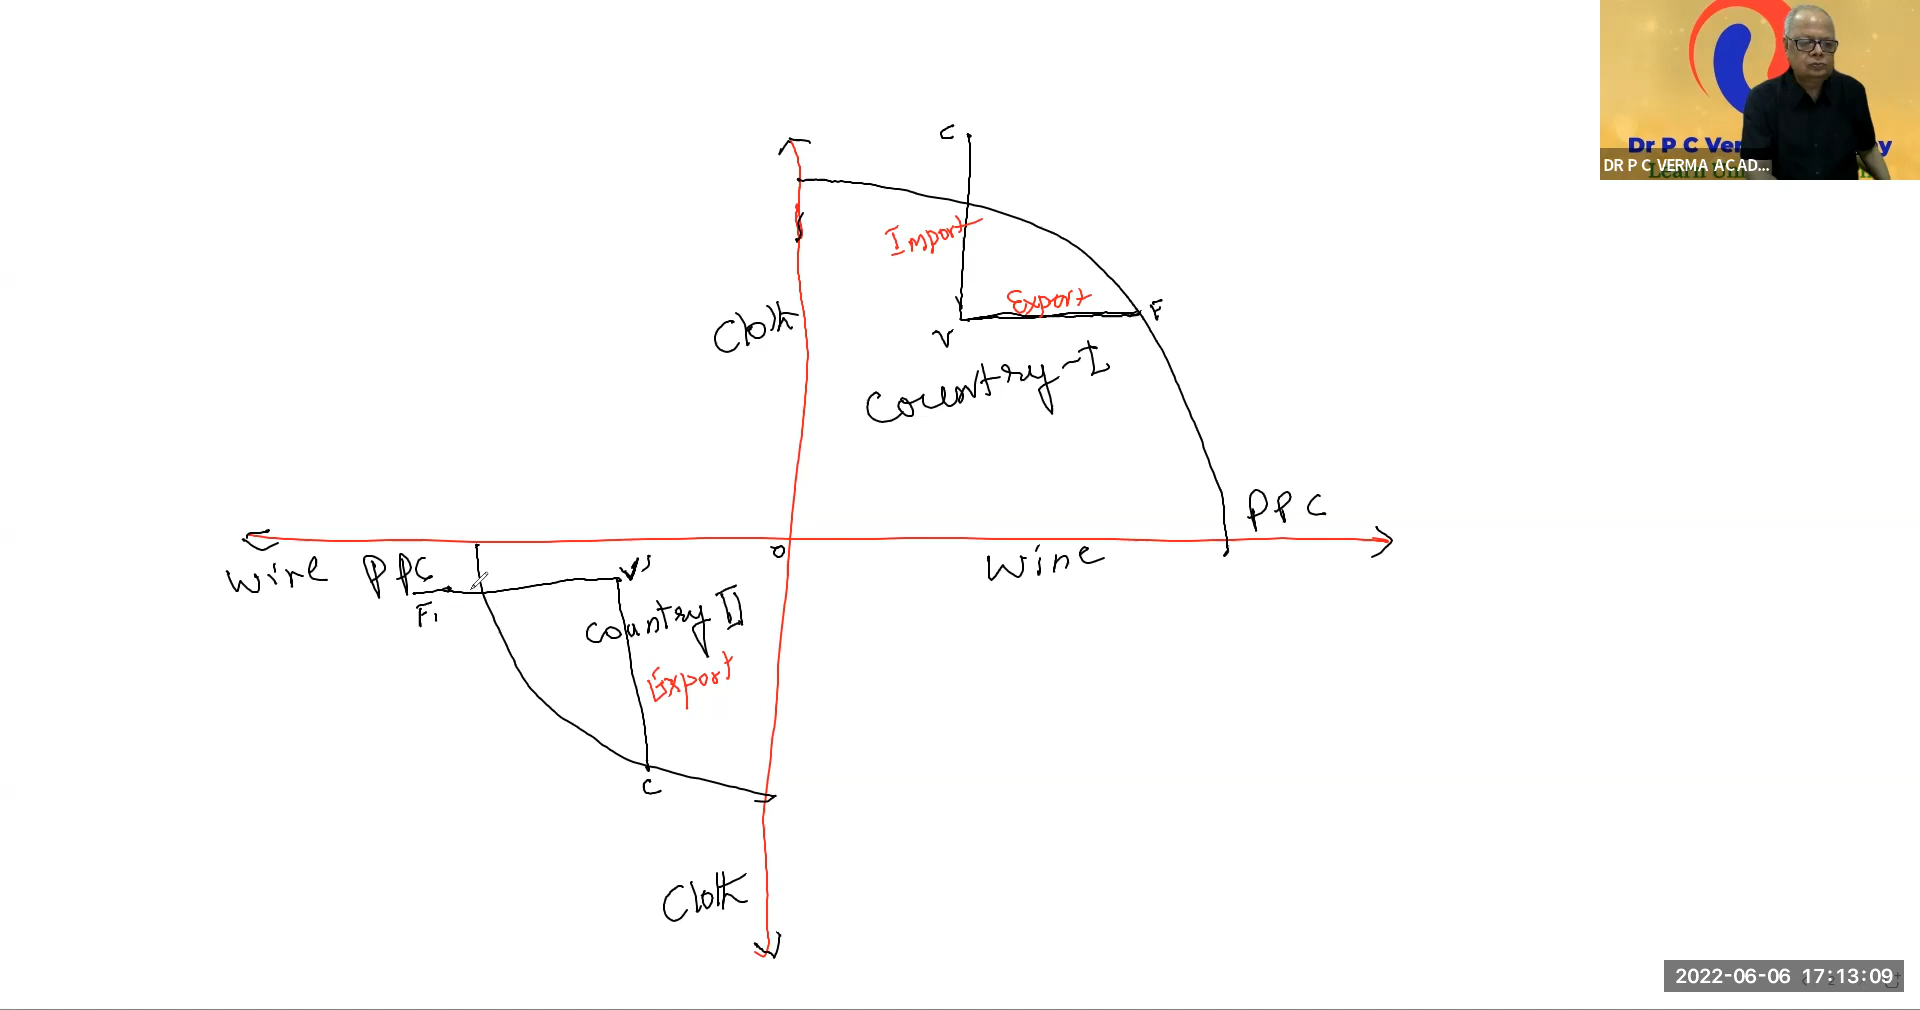 Dr P C Ver
y
DR P C VERMA ACAD...
C
Import
Export
F
V
Cloth
Country-I
PPC
O
Wine
Wine PPC
V'
F1
Country II
Export
C
Cloth
2022-06-06 17:13:09